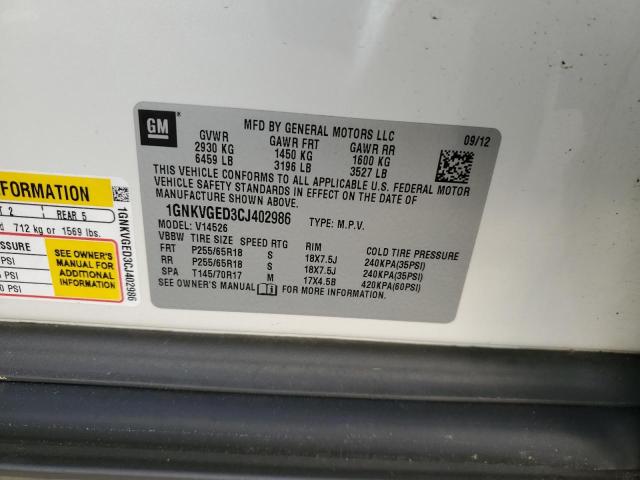 GM
MFD BY GENERAL MOTORS LLC
09/12
GVWR GAWR FRT GAWR RR
2930 KG 1450 KG 1600 KG
6459 LB 3196 LB 3527 LB
THIS VEHICLE CONFORMS TO ALL APPLICABLE U.S. FEDERAL MOTOR
VEHICLE SAFETY STANDARDS IN EFFECT ON THE DATE OF
MANUFACTURE SHOWN ABOVE.
1GNKVGED3CJ402986 TYPE: M.P.V.
MODEL: V14526
VBBW TIRE SIZE SPEED RTG RIM COLD TIRE PRESSURE
FRT P255/65R18 S 18X7.5J 240KPA(35PSI)
RR P255/65R18 S 18X7.5J 240KPA(35PSI)
SPA T145/70R17 M 17X4.5B 420KPA(60PSI)
SEE OWNER'S MANUAL FOR MORE INFORMATION.
FORMATION
T 2 REAR 5
d 712 kg or 1569 lbs.
SSURE
PSI
PSI
0 PSI
SEE OWNER'S
MANUAL FOR
ADDITIONAL
INFORMATION
1GNKVGED3CJ402986